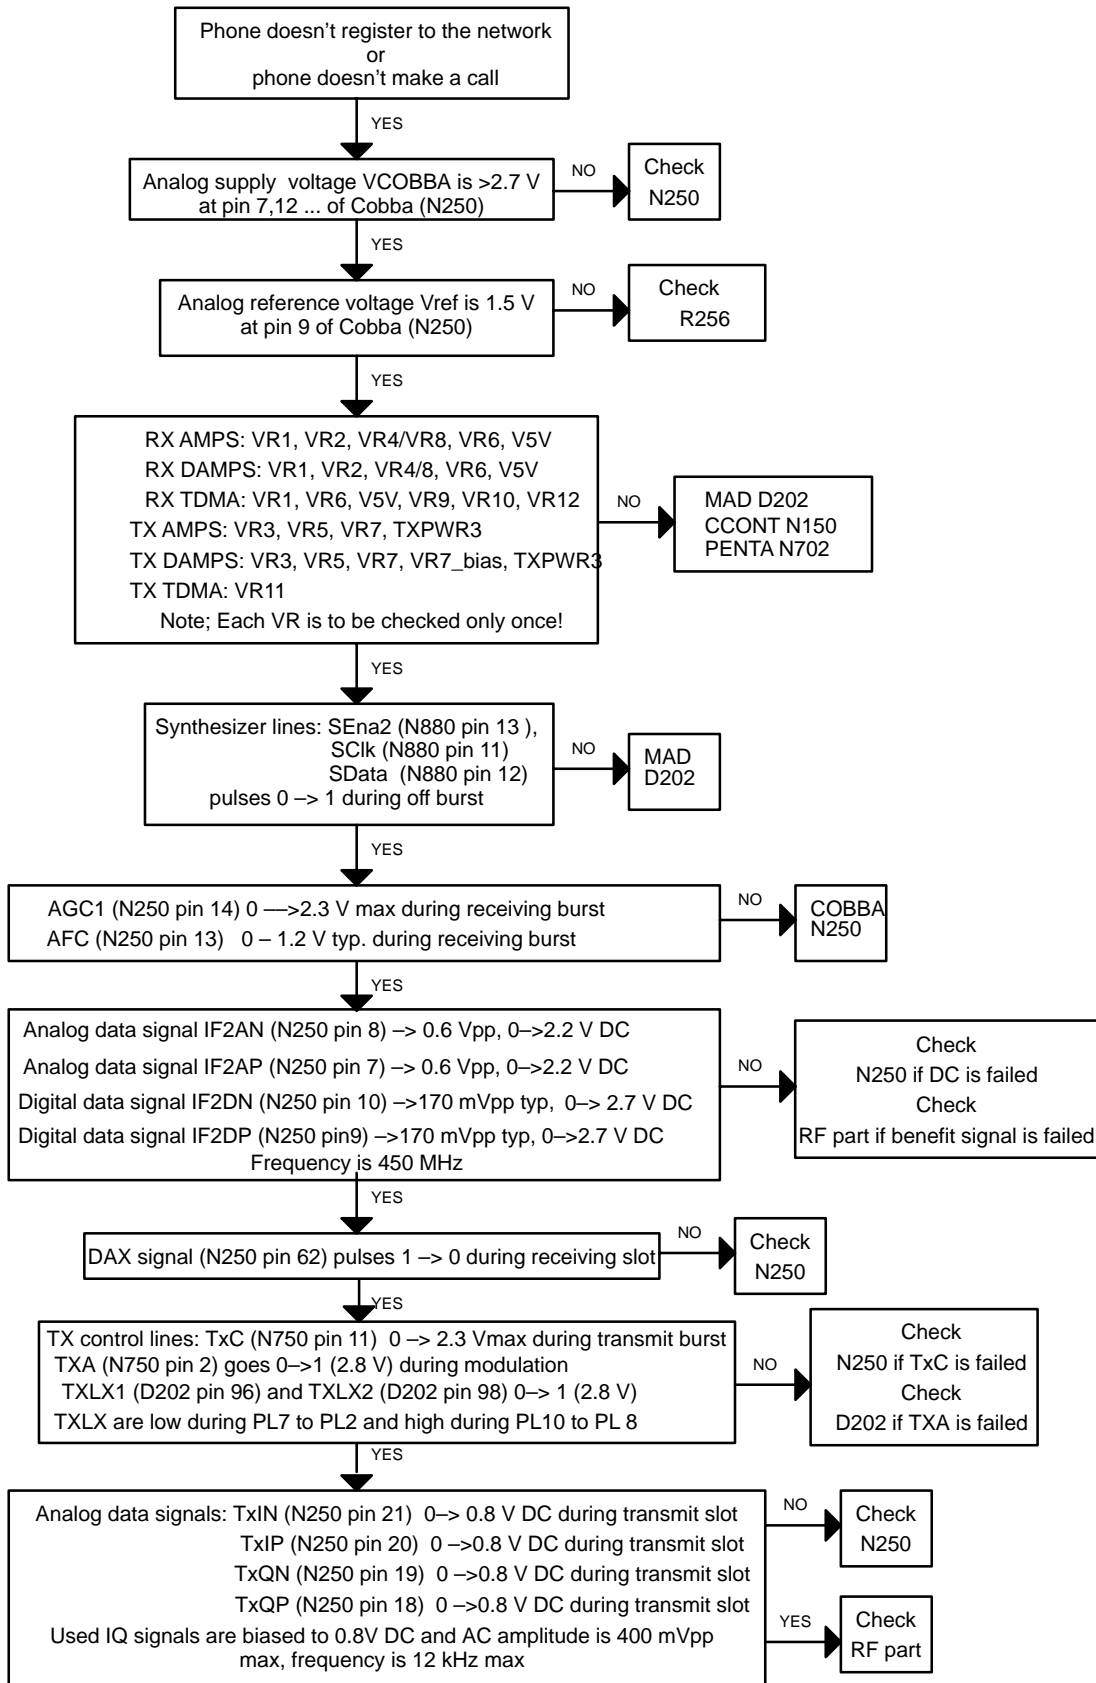 Phone doesn't register to the network
or
phone doesn't make a call
YES
Analog supply voltage VCOBBA is >2.7 V
at pin 7,12 ... of Cobba (N250)
NO
Check
N250
YES
Analog reference voltage Vref is 1.5 V
at pin 9 of Cobba (N250)
NO
Check
R256
YES
RX AMPS: VR1, VR2, VR4/VR8, VR6, V5V
RX DAMPS: VR1, VR2, VR4/8, VR6, V5V
RX TDMA: VR1, VR6, V5V, VR9, VR10, VR12
TX AMPS: VR3, VR5, VR7, TXPWR3
TX DAMPS: VR3, VR5, VR7, VR7_bias, TXPWR3
TX TDMA: VR11
Note; Each VR is to be checked only once!
NO
MAD D202
CCONT N150
PENTA N702
YES
Synthesizer lines: SEna2 (N880 pin 13 ),
SClk (N880 pin 11)
SData (N880 pin 12)
pulses 0 –> 1 during off burst
NO
MAD
D202
YES
AGC1 (N250 pin 14) 0 —>2.3 V max during receiving burst
AFC (N250 pin 13) 0 – 1.2 V typ. during receiving burst
NO
COBBA
N250
YES
Analog data signal IF2AN (N250 pin 8) –> 0.6 Vpp, 0–>2.2 V DC
Analog data signal IF2AP (N250 pin 7) –> 0.6 Vpp, 0–>2.2 V DC
Digital data signal IF2DN (N250 pin 10) –>170 mVpp typ, 0–> 2.7 V DC
Digital data signal IF2DP (N250 pin9) –>170 mVpp typ, 0–>2.7 V DC
Frequency is 450 MHz
NO
Check
N250 if DC is failed
Check
RF part if benefit signal is failed
YES
DAX signal (N250 pin 62) pulses 1 –> 0 during receiving slot
NO
Check
N250
YES
TX control lines: TxC (N750 pin 11) 0 –> 2.3 Vmax during transmit burst
TXA (N750 pin 2) goes 0–>1 (2.8 V) during modulation
TXLX1 (D202 pin 96) and TXLX2 (D202 pin 98) 0–> 1 (2.8 V)
TXLX are low during PL7 to PL2 and high during PL10 to PL 8
NO
Check
N250 if TxC is failed
Check
D202 if TXA is failed
YES
Analog data signals: TxIN (N250 pin 21) 0–> 0.8 V DC during transmit slot
TxIP (N250 pin 20) 0 –>0.8 V DC during transmit slot
TxQN (N250 pin 19) 0 –>0.8 V DC during transmit slot
TxQP (N250 pin 18) 0 –>0.8 V DC during transmit slot
Used IQ signals are biased to 0.8V DC and AC amplitude is 400 mVpp
max, frequency is 12 kHz max
NO
Check
N250
YES
Check
RF part